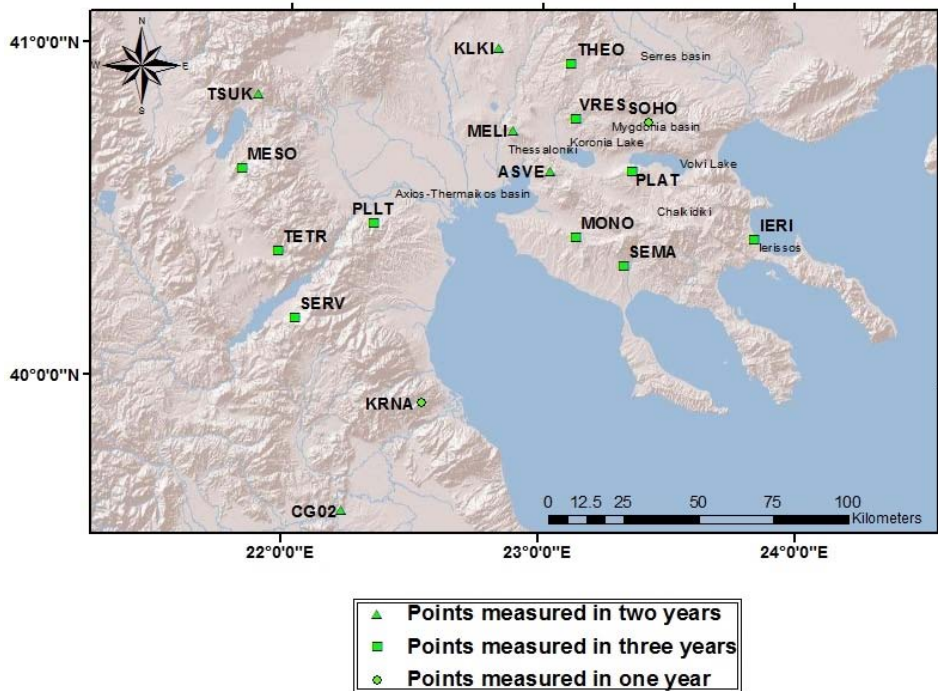 N
W E
S
41°0'0"N
40°0'0"N
KLKI
THEO
Serres basin
TSUK
VRES SOHO
MELI
Mygdonia basin
Koronia Lake
Thessaloniki
MESO
ASVE
Volvi Lake
PLAT
Axios-Thermaikos basin
PLLT
Chalkidiki
MONO
IERI
TETR
SEMA
Ierissos
SERV
KRNA
CG02
0 12.5 25 50 75 100
Kilometers
22°0'0"E 23°0'0"E 24°0'0"E
Points measured in two years
Points measured in three years
Points measured in one year